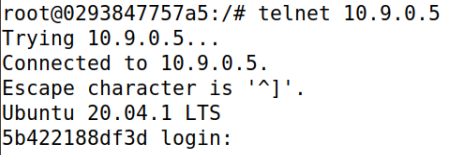 root@0293847757a5:/# telnet 10.9.0.5
Trying 10.9.0.5...
Connected to 10.9.0.5.
Escape character is '^]'.
Ubuntu 20.04.1 LTS
5b422188df3d login: